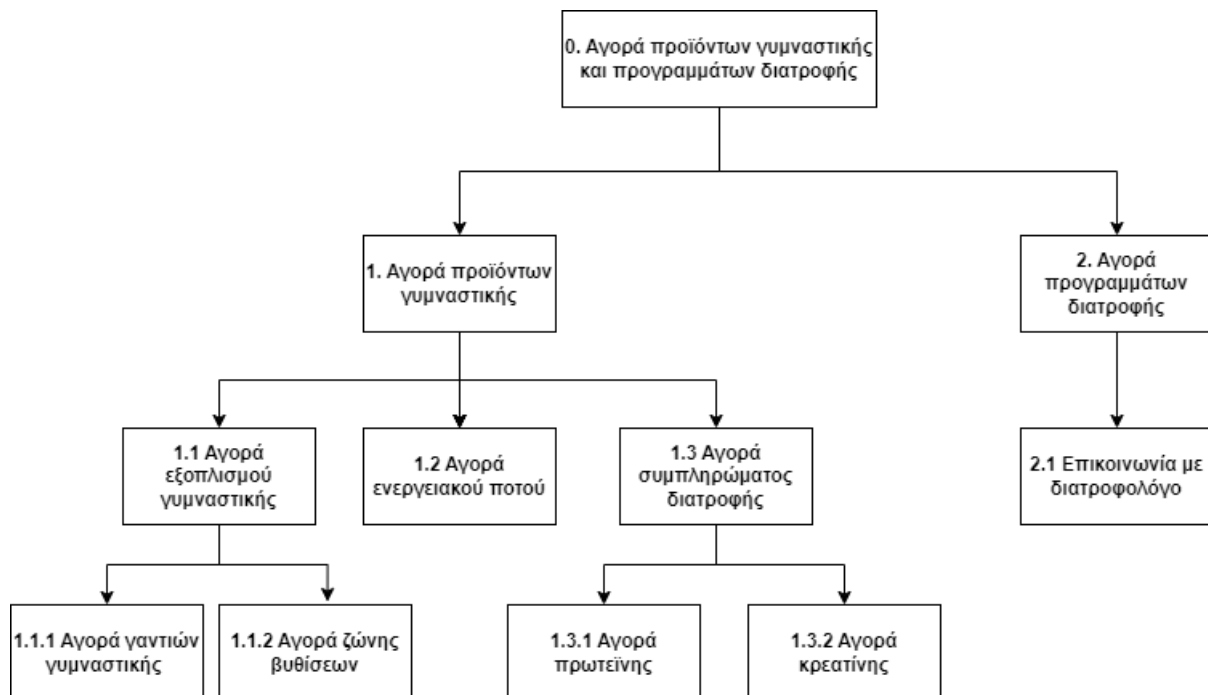 0. Αγορά προϊόντων γυμναστικής
και προγραμμάτων διατροφής
1. Αγορά προϊόντων
γυμναστικής
2. Αγορά
προγραμμάτων
διατροφής
1.1 Αγορά
εξοπλισμού
γυμναστικής
1.2 Αγορά
ενεργειακού ποτού
1.3 Αγορά
συμπληρώματος
διατροφής
2.1 Επικοινωνία με
διατροφολόγο
1.1.1 Αγορά γαντιών
γυμναστικής
1.1.2 Αγορά ζώνης
βυθίσεων
1.3.1 Αγορά
πρωτεϊνης
1.3.2 Αγορά
κρεατίνης